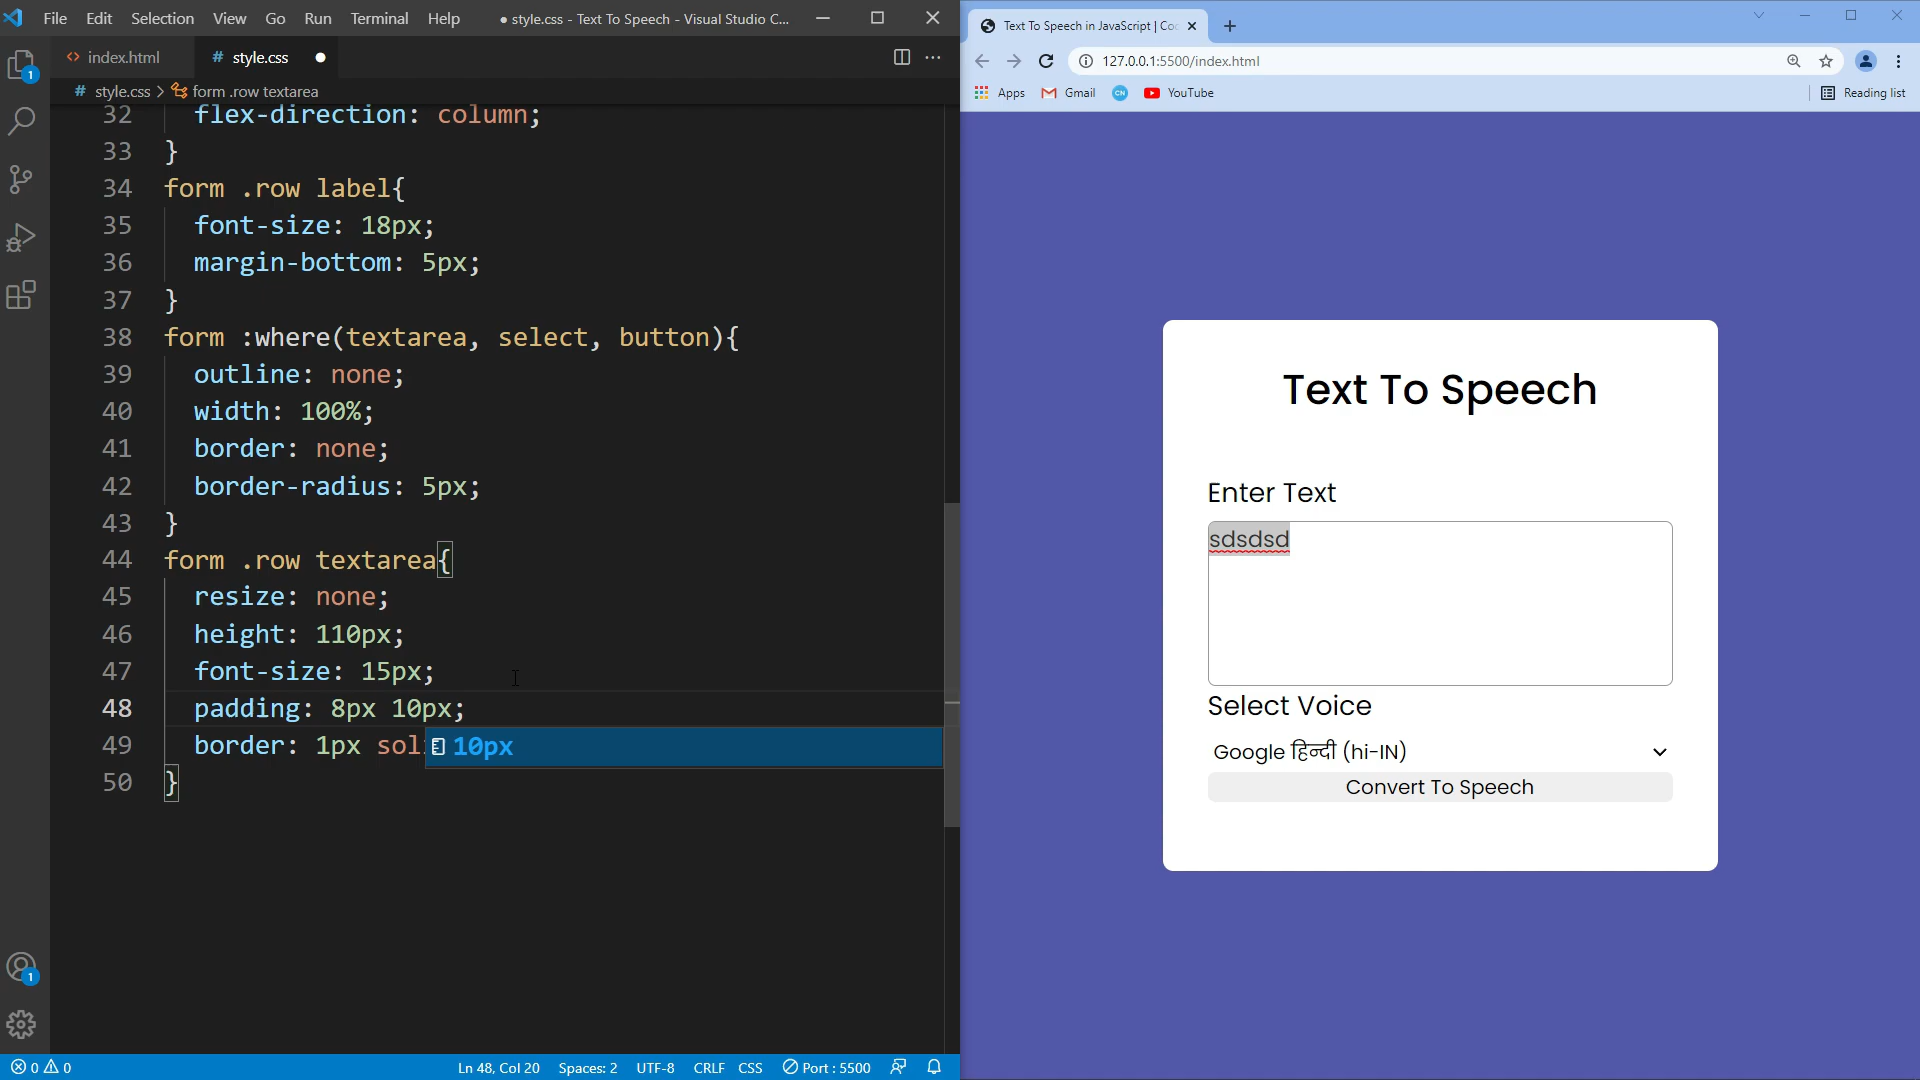 File Edit Selection View Go Run Terminal Help ● style.css - Text To Speech - Visual Studio C...
index.html # style.css
# style.css > form .row textarea
32 flex-direction: column;
33 }
34 form .row label{
35 font-size: 18px;
36 margin-bottom: 5px;
37 }
38 form :where(textarea, select, button){
39 outline: none;
40 width: 100%;
41 border: none;
42 border-radius: 5px;
43 }
44 form .row textarea{
45 resize: none;
46 height: 110px;
47 font-size: 15px;
48 padding: 8px 10px;
49 border: 1px sol
10px
50 }
1
1
0 0 Ln 48, Col 20 Spaces: 2 UTF-8 CRLF CSS Port : 5500
Text To Speech in JavaScript | Co
127.0.0.1:5500/index.html
Apps Gmail CN YouTube Reading list
Text To Speech
Enter Text
sdsdsd
Select Voice
Google हिन्दी (hi-IN)
Convert To Speech